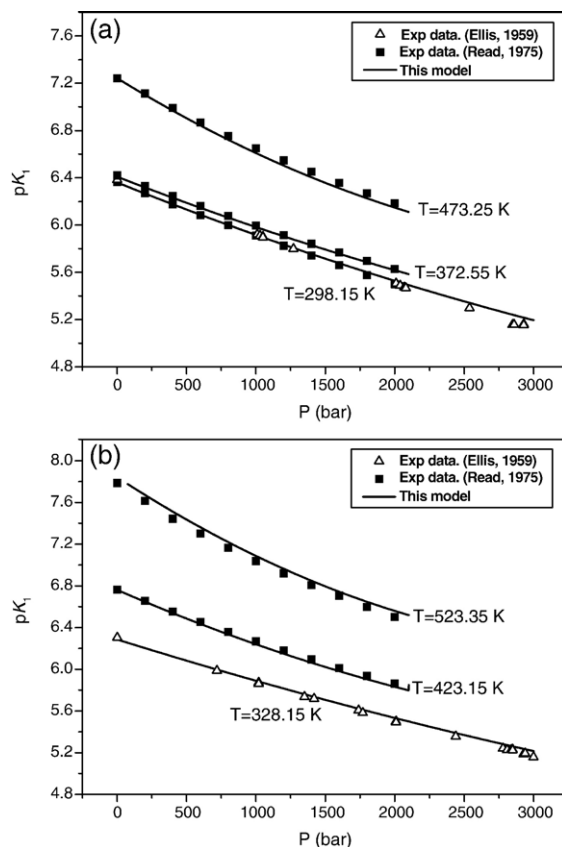 (a)
Exp data. (Ellis, 1959)
Exp data. (Read, 1975)
This model
7.6
7.2
6.8
6.4
6.0
5.6
5.2
4.8
pK₁
T=473.25 K
T=372.55 K
T=298.15 K
0 500 1000 1500 2000 2500 3000
P (bar)
(b)
Exp data. (Ellis, 1959)
Exp data. (Read, 1975)
This model
8.0
7.6
7.2
6.8
6.4
6.0
5.6
5.2
4.8
pK₁
T=523.35 K
T=423.15 K
T=328.15 K
0 500 1000 1500 2000 2500 3000
P (bar)